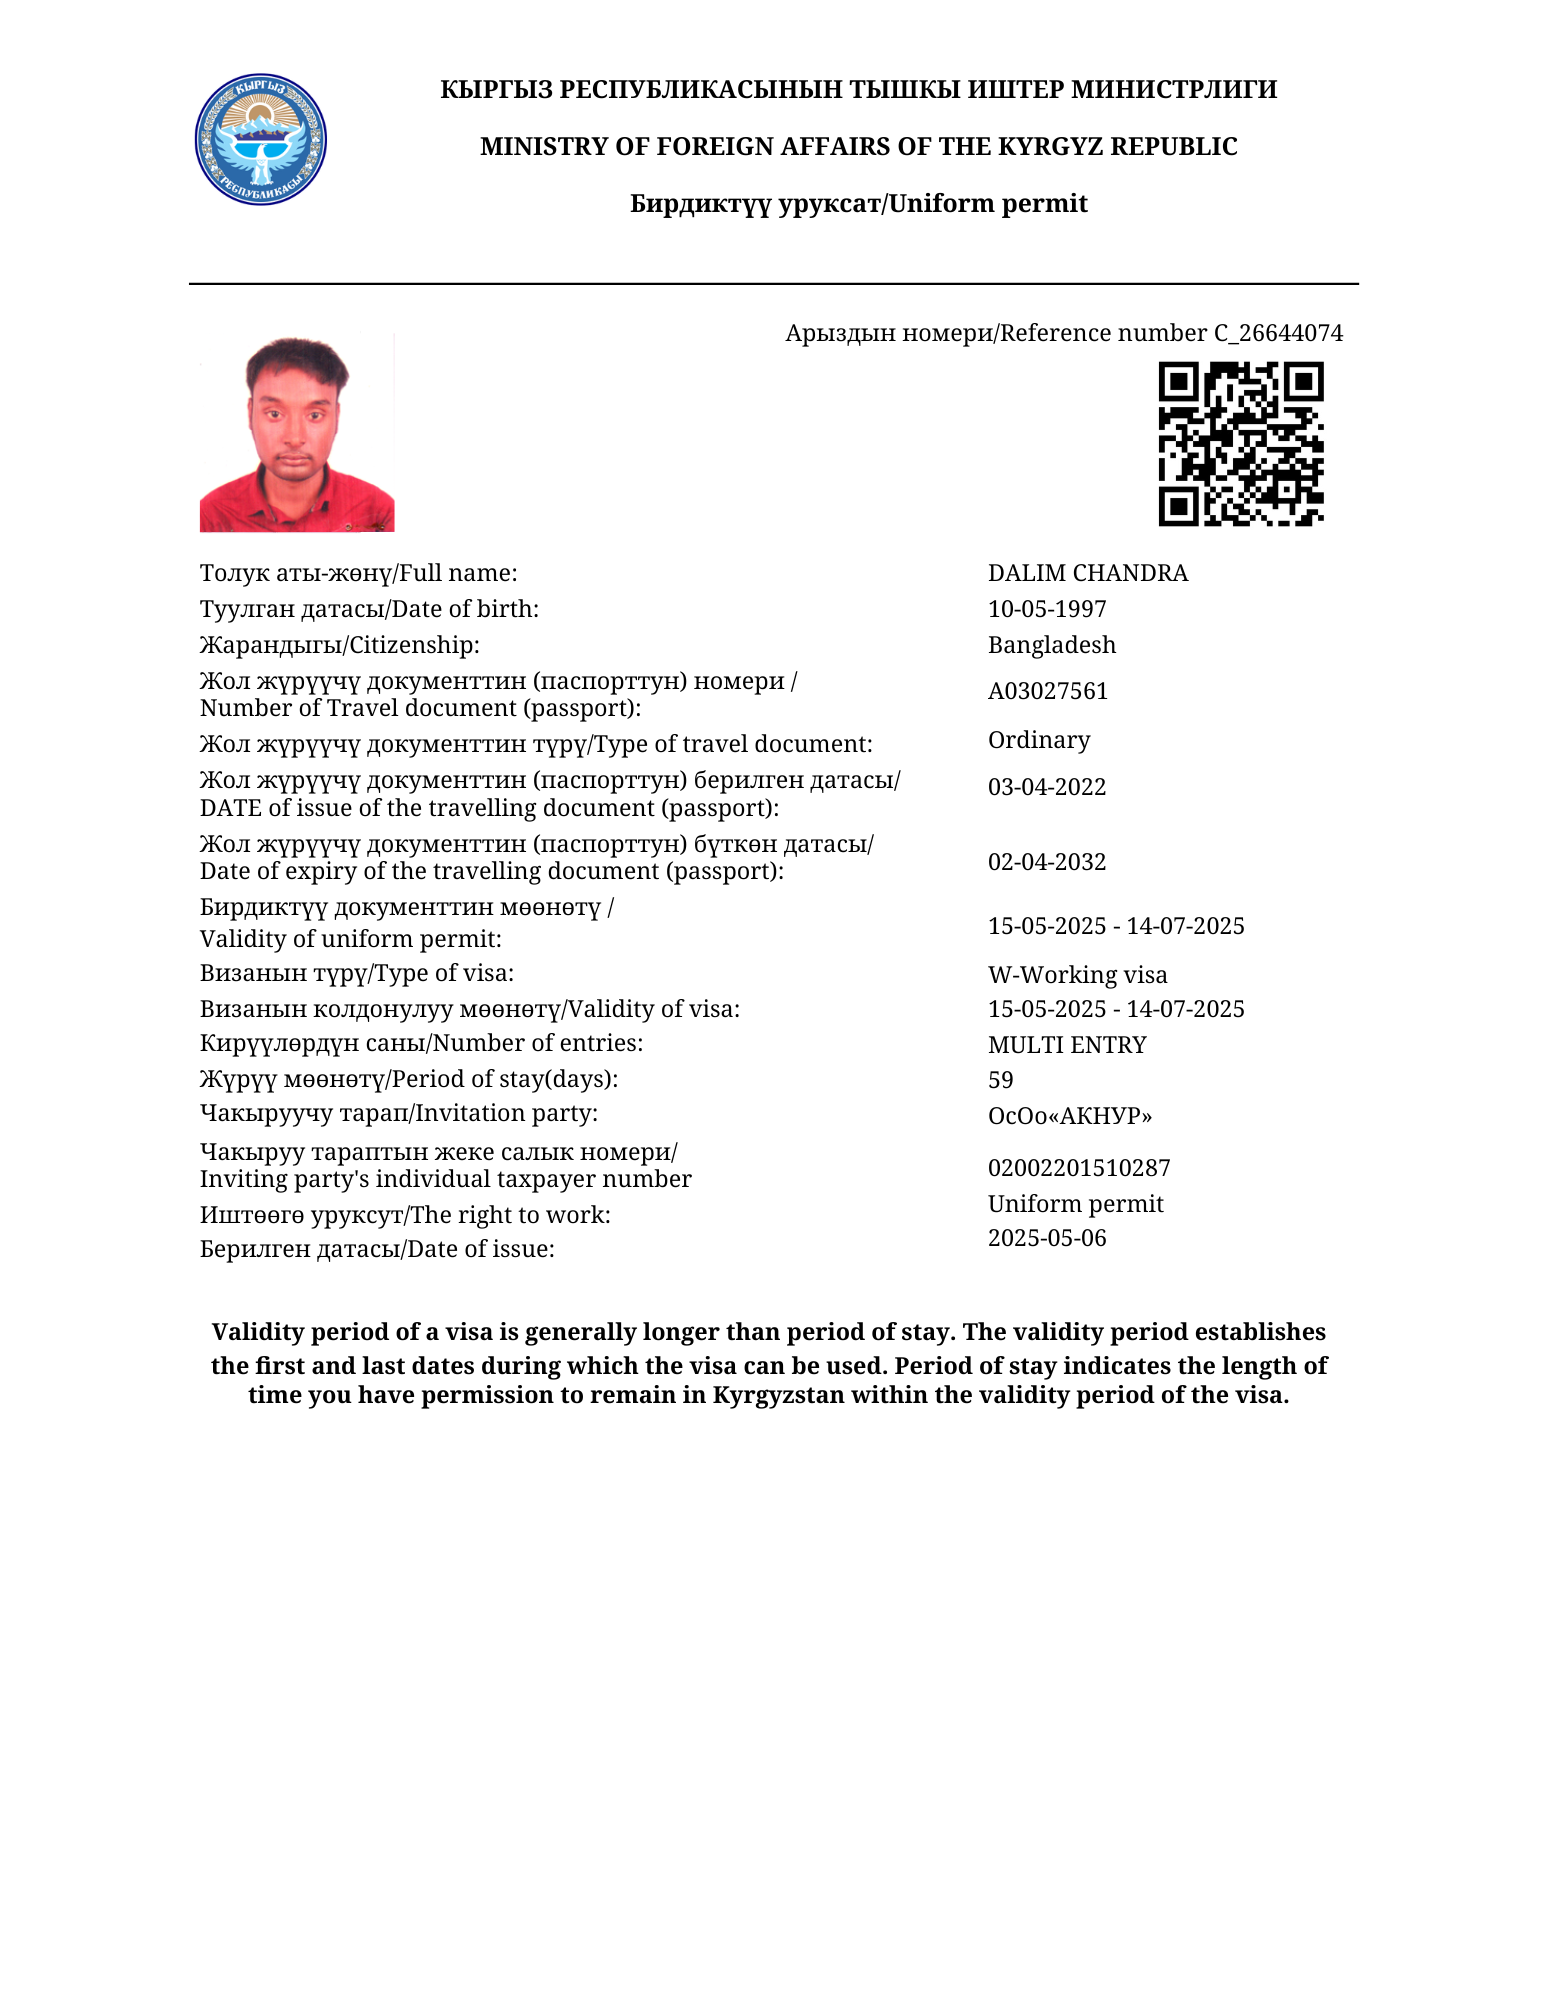 КЫРГЫЗ
РЕСПУБЛИКАСЫ
КЫРГЫЗ РЕСПУБЛИКАСЫНЫН ТЫШКЫ ИШТЕР МИНИСТРЛИГИ
MINISTRY OF FOREIGN AFFAIRS OF THE KYRGYZ REPUBLIC
Бирдиктүү уруксат/Uniform permit
Арыздын номери/Reference number C_26644074
Толук аты-жөнү/Full name: DALIM CHANDRA
Туулган датасы/Date of birth: 10-05-1997
Жарандыгы/Citizenship: Bangladesh
Жол жүрүүчү документтин (паспорттун) номери /
Number of Travel document (passport): A03027561
Жол жүрүүчү документтин түрү/Type of travel document: Ordinary
Жол жүрүүчү документтин (паспорттун) берилген датасы/
DATE of issue of the travelling document (passport): 03-04-2022
Жол жүрүүчү документтин (паспорттун) бүткөн датасы/
Date of expiry of the travelling document (passport): 02-04-2032
Бирдиктүү документтин мөөнөтү /
Validity of uniform permit: 15-05-2025 - 14-07-2025
Визанын түрү/Type of visa: W-Working visa
Визанын колдонулуу мөөнөтү/Validity of visa: 15-05-2025 - 14-07-2025
Кирүүлөрдүн саны/Number of entries: MULTI ENTRY
Жүрүү мөөнөтү/Period of stay(days): 59
Чакыруучу тарап/Invitation party: ОсОо«АКНУР»
Чакыруу тараптын жеке салык номери/
Inviting party's individual taxpayer number 02002201510287
Иштөөгө уруксут/The right to work: Uniform permit
Берилген датасы/Date of issue: 2025-05-06
Validity period of a visa is generally longer than period of stay. The validity period establishes
the first and last dates during which the visa can be used. Period of stay indicates the length of
time you have permission to remain in Kyrgyzstan within the validity period of the visa.